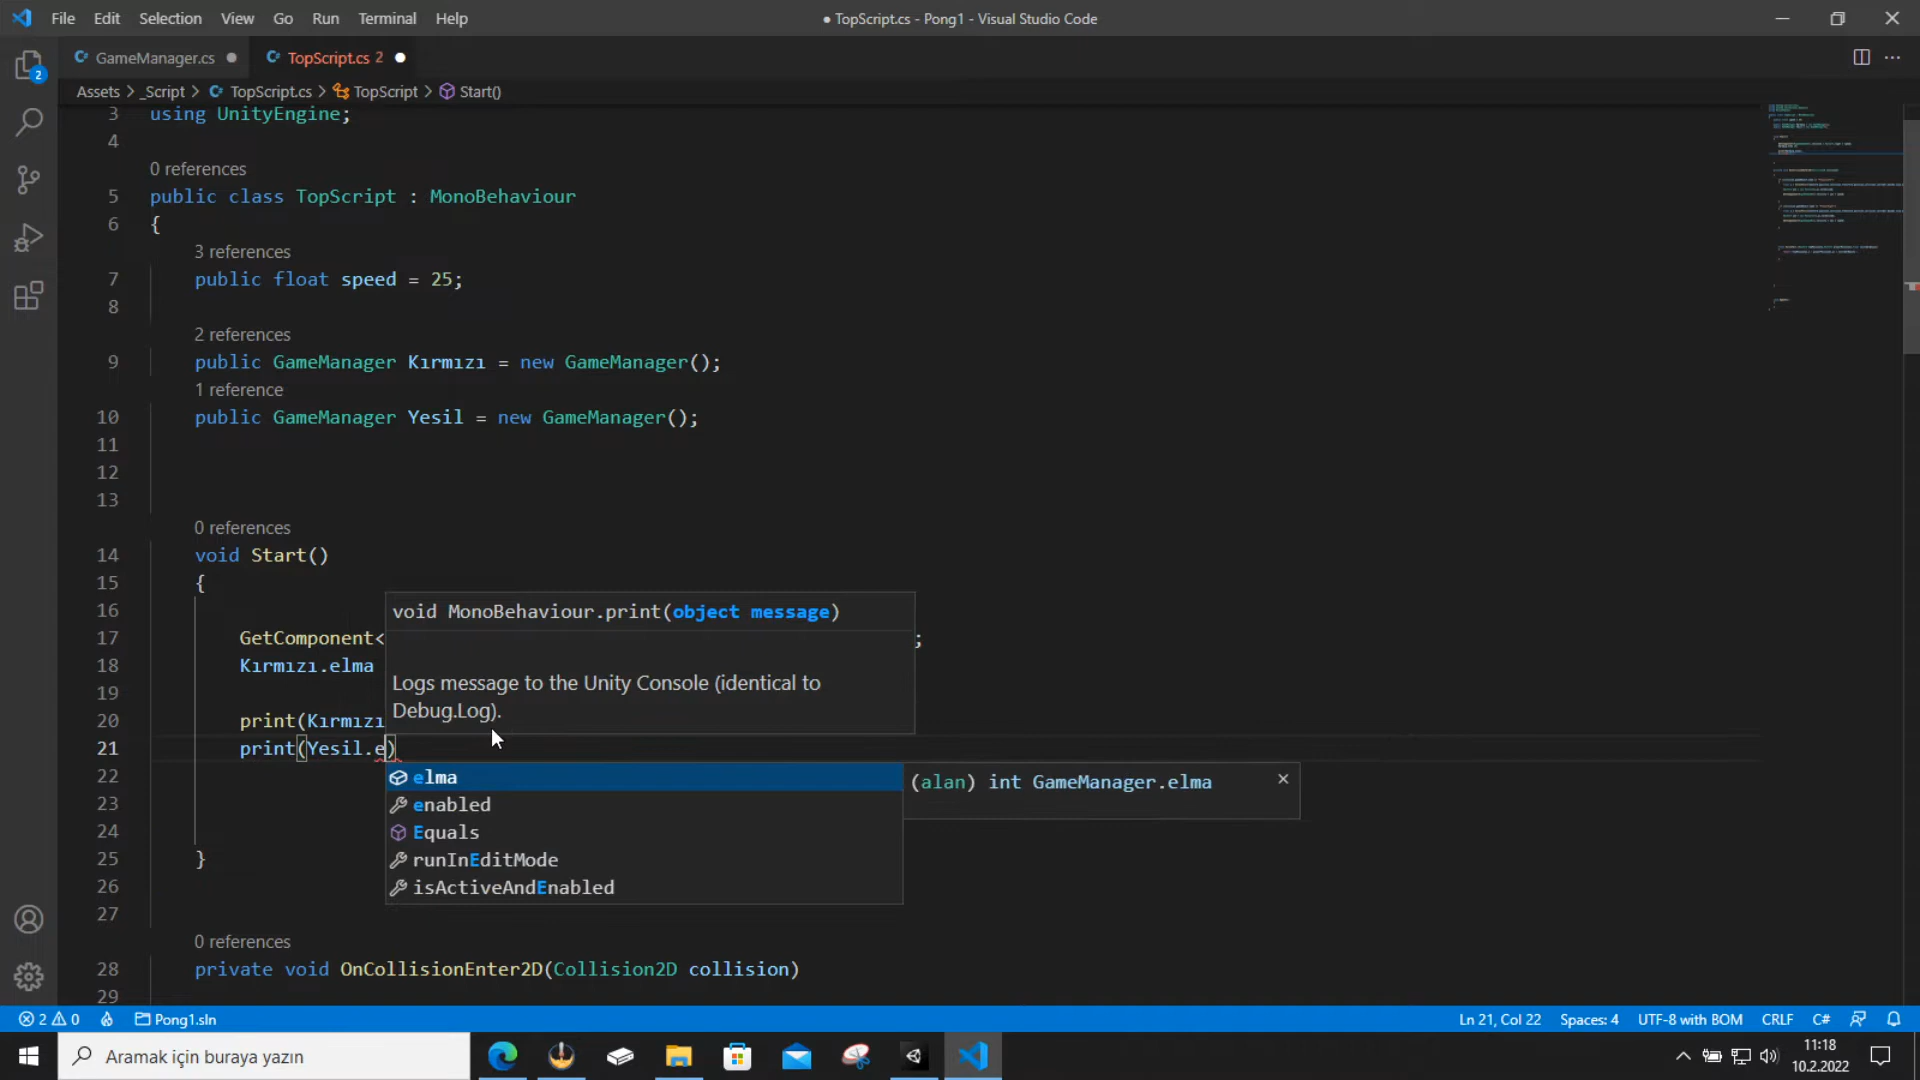 File Edit Selection View Go Run Terminal Help
● TopScript.cs - Pong1 - Visual Studio Code
GameManager.cs ●
TopScript.cs 2 ●
Assets > _Script > TopScript.cs > TopScript > Start()
3 using UnityEngine;
4
0 references
5 public class TopScript : MonoBehaviour
6 {
3 references
7 public float speed = 25;
8
2 references
9 public GameManager Kırmızı = new GameManager();
1 reference
10 public GameManager Yesil = new GameManager();
11
12
13
0 references
14 void Start()
15 {
16
void MonoBehaviour.print(object message)
17 GetComponent< ;
18 Kırmızı.elma
Logs message to the Unity Console (identical to
Debug.Log).
19
20 print(Kırmızı
21 print(Yesil.e)
22
elma
(alan) int GameManager.elma
23
enabled
24
Equals
25 }
runInEditMode
26
isActiveAndEnabled
27
0 references
28 private void OnCollisionEnter2D(Collision2D collision)
29
2
2 0 Pong1.sln
Ln 21, Col 22 Spaces: 4 UTF-8 with BOM CRLF C#
Aramak için buraya yazın
11:18
10.2.2022